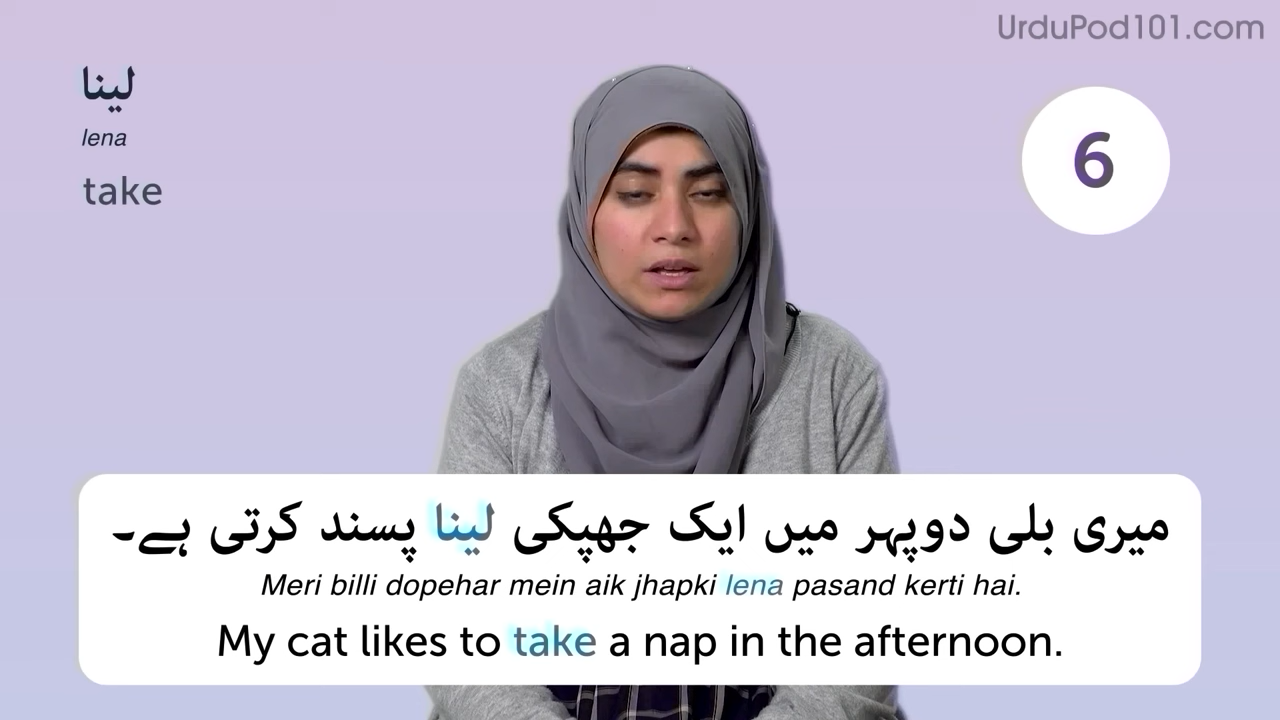 UrduPod101.com
لینا
lena
take
6
میری بلی دوپہر میں ایک جھپکی لینا پسند کرتی ہے۔
Meri billi dopehar mein aik jhapki lena pasand kerti hai.
My cat likes to take a nap in the afternoon.